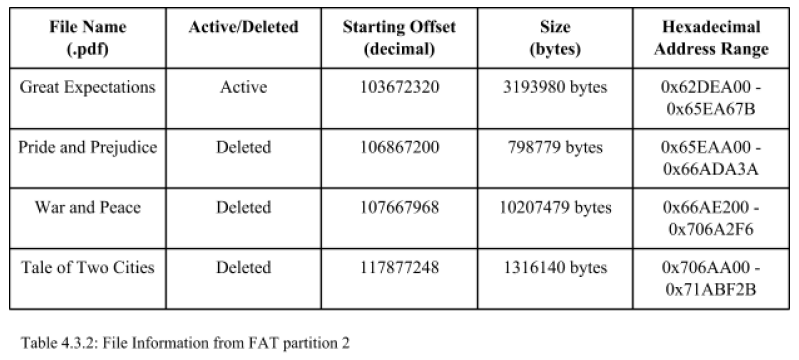 File Name Active/Deleted Starting Offset Size Hexadecimal
(.pdf) (decimal) (bytes) Address Range
Great Expectations Active 103672320 3193980 bytes 0x62DEA00 -
0x65EA67B
Pride and Prejudice Deleted 106867200 798779 bytes 0x65EAA00 -
0x66ADA3A
War and Peace Deleted 107667968 10207479 bytes 0x66AE200 -
0x706A2F6
Tale of Two Cities Deleted 117877248 1316140 bytes 0x706AA00 -
0x71ABF2B
Table 4.3.2: File Information from FAT partition 2